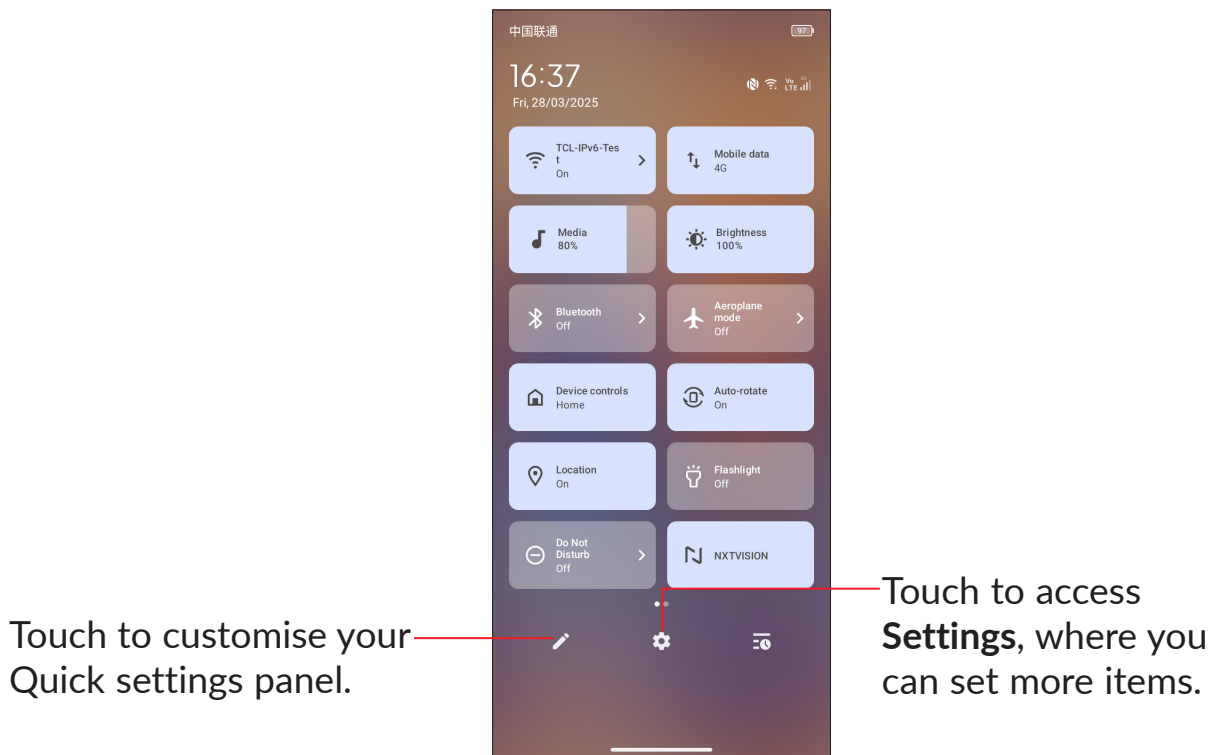 中国联通
97
16:37
Fri, 28/03/2025
Vo
LTE
4G
TCL-IPv6-Tes
t
On
Mobile data
4G
Media
80%
Brightness
100%
Bluetooth
Off
Aeroplane
mode
Off
Device controls
Home
Auto-rotate
On
Location
On
Flashlight
Off
Do Not
Disturb
Off
NXTVISION
Touch to customise your
Quick settings panel.
Touch to access
Settings, where you
can set more items.